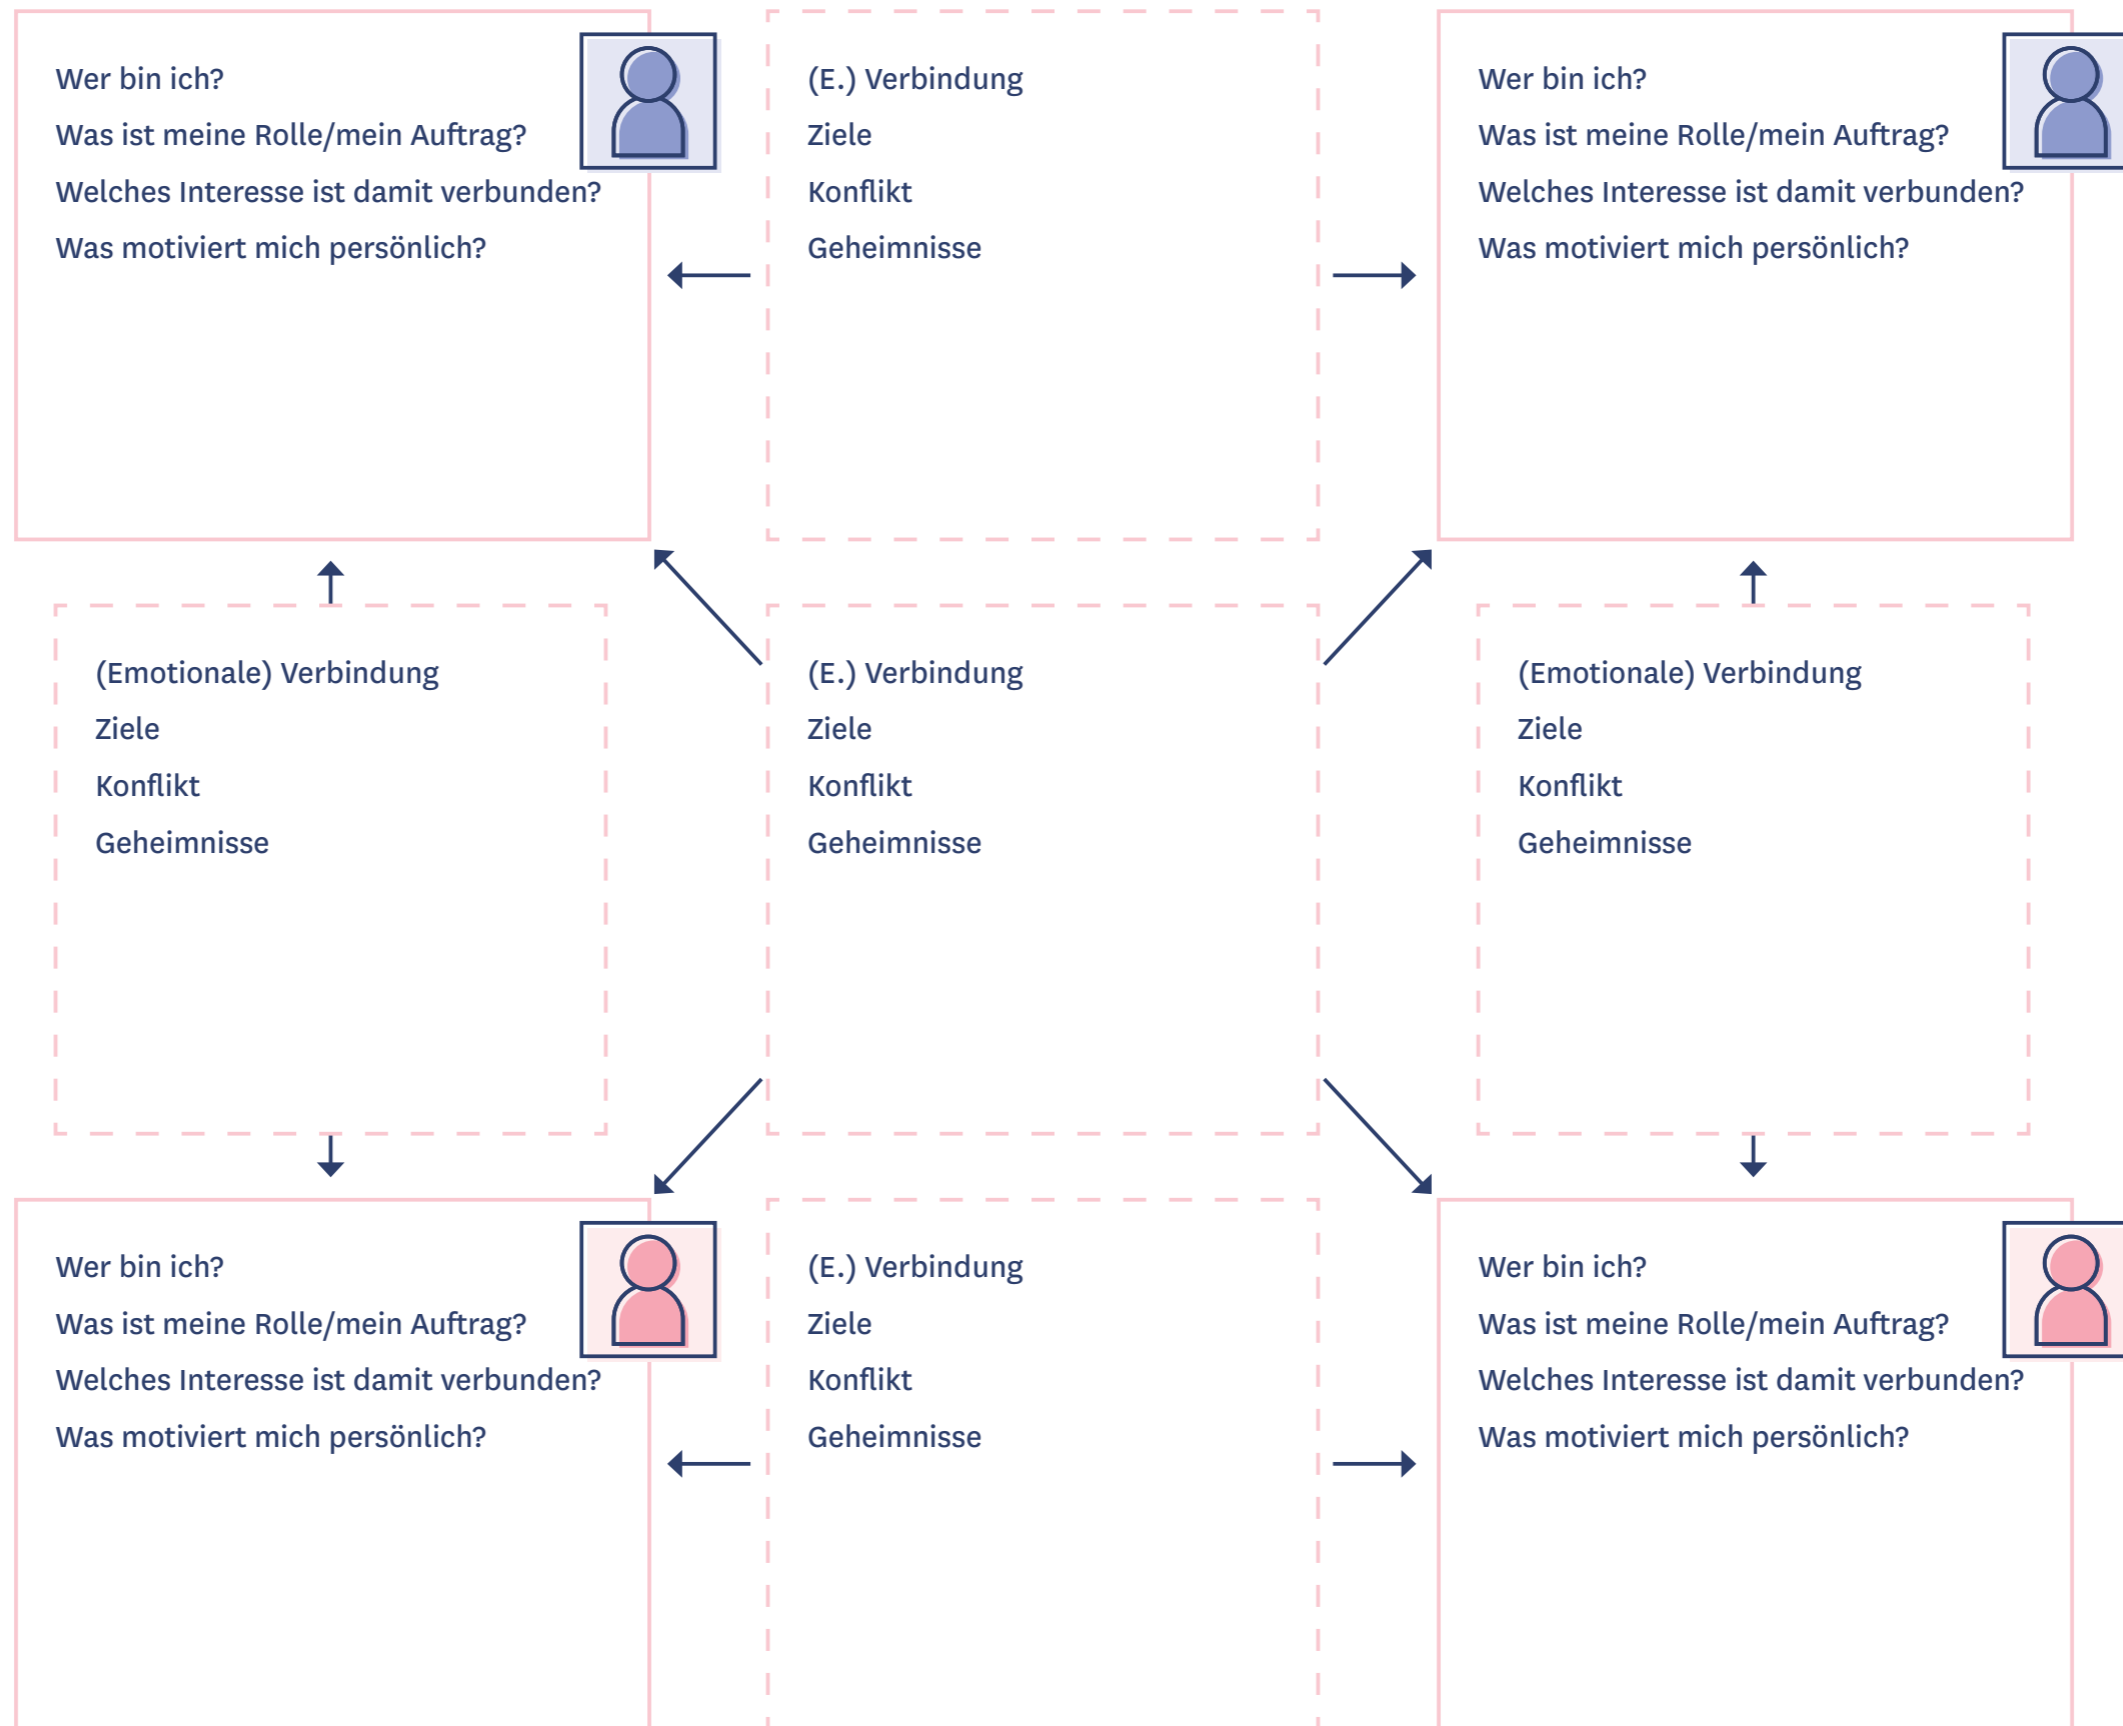 Wer bin ich?
Was ist meine Rolle/mein Auftrag?
Welches Interesse ist damit verbunden?
Was motiviert mich persönlich?
(E.) Verbindung
Ziele
Konflikt
Geheimnisse
Wer bin ich?
Was ist meine Rolle/mein Auftrag?
Welches Interesse ist damit verbunden?
Was motiviert mich persönlich?
(Emotionale) Verbindung
Ziele
Konflikt
Geheimnisse
(E.) Verbindung
Ziele
Konflikt
Geheimnisse
(Emotionale) Verbindung
Ziele
Konflikt
Geheimnisse
Wer bin ich?
Was ist meine Rolle/mein Auftrag?
Welches Interesse ist damit verbunden?
Was motiviert mich persönlich?
(E.) Verbindung
Ziele
Konflikt
Geheimnisse
Wer bin ich?
Was ist meine Rolle/mein Auftrag?
Welches Interesse ist damit verbunden?
Was motiviert mich persönlich?